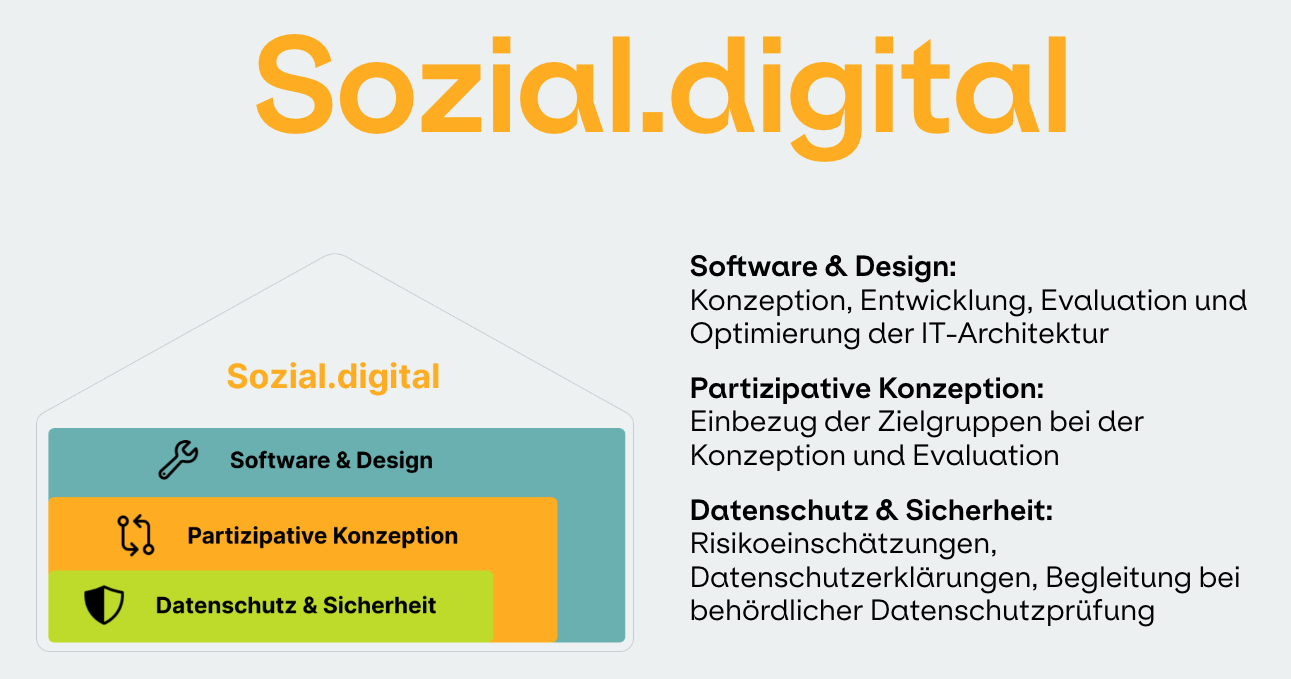 Sozial.digital
Sozial.digital
Software & Design
Partizipative Konzeption
Datenschutz & Sicherheit
Software & Design:
Konzeption, Entwicklung, Evaluation und
Optimierung der IT-Architektur
Partizipative Konzeption:
Einbezug der Zielgruppen bei der
Konzeption und Evaluation
Datenschutz & Sicherheit:
Risikoeinschätzungen,
Datenschutzerklärungen, Begleitung bei
behördlicher Datenschutzprüfung